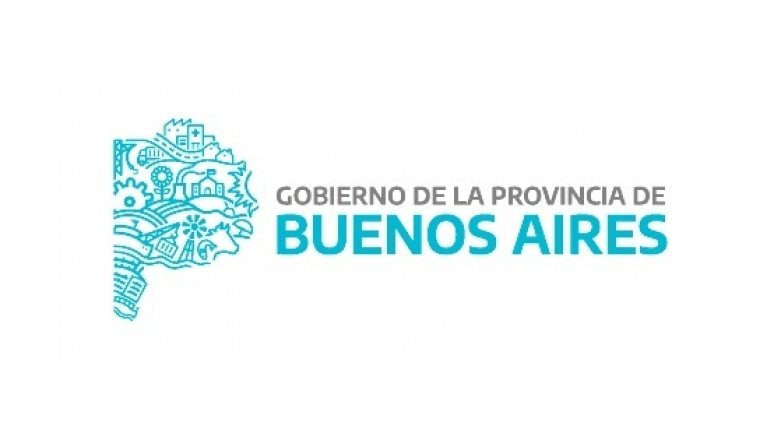 GOBIERNO DE LA PROVINCIA DE
BUENOS AIRES